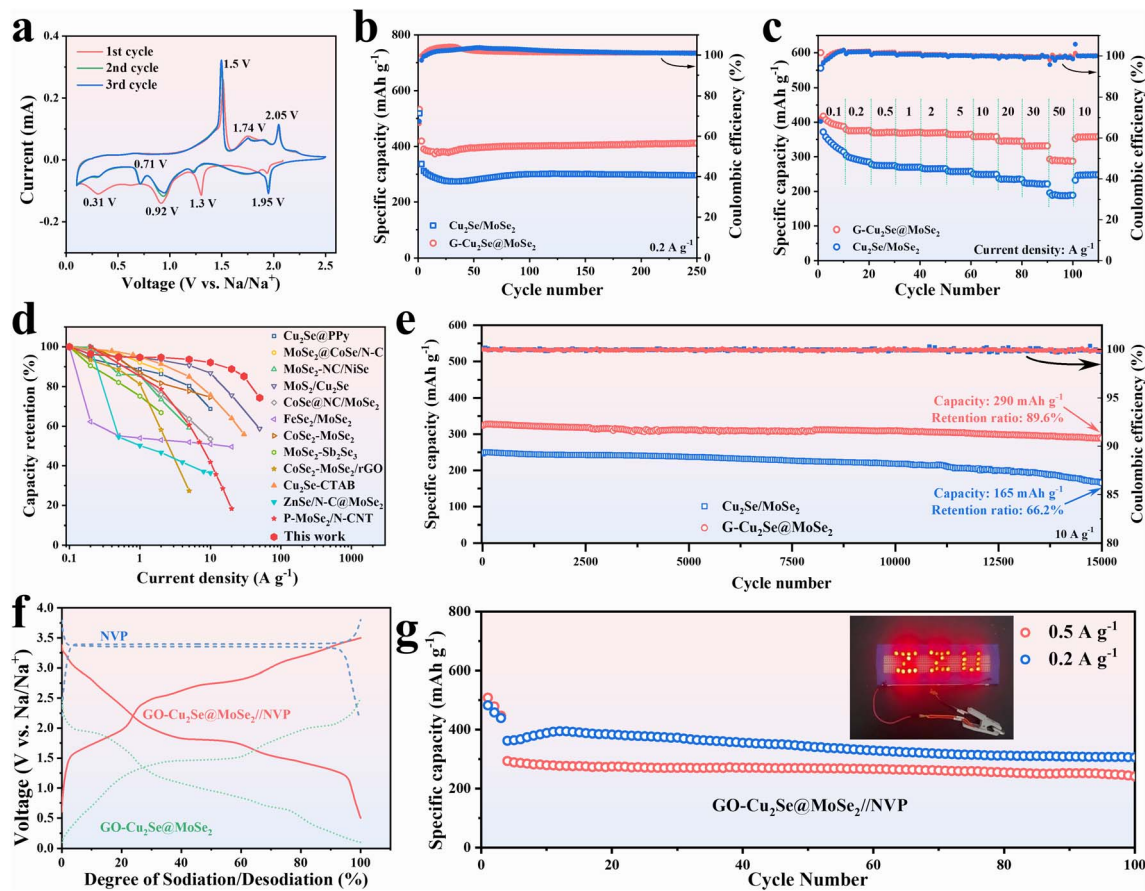 a
1st cycle
2nd cycle
3rd cycle
1.5 V
1.74 V
2.05 V
0.71 V
0.31 V
0.92 V
1.3 V
1.95 V
0.4
0.2
0.0
-0.2
0.0 0.5 1.0 1.5 2.0 2.5
Current (mA)
Voltage (V vs. Na/Na⁺)
b
800
700
600
500
400
300
200
0
100
80
60
40
20
0
0 50 100 150 200 250
Specific capacity (mAh g⁻¹)
Coulombic efficiency (%)
Cu₂Se/MoSe₂
G-Cu₂Se@MoSe₂
0.2 A g⁻¹
Cycle number
c
600
500
400
300
200
100
0
100
80
60
40
20
0
0.1 0.2 0.5 1 2 5 10 20 30 50 10
0 20 40 60 80 100
Specific capacity (mAh g⁻¹)
Coulombic efficiency (%)
G-Cu₂Se@MoSe₂
Cu₂Se/MoSe₂
Current density: A g⁻¹
Cycle number
d
100
80
60
40
20
0
0.1 1 10 100 1000
Capacity retention (%)
Current density (A g⁻¹)
Cu₂Se@PPy
MoSe₂@CoSe/N-C
MoSe₂-NC/NiSe
MoS₂/Cu₂Se
CoSe@NC/MoSe₂
FeSe₂/MoSe₂
CoSe₂-MoSe₂
MoSe₂-Sb₂Se₃
CoSe₂-MoSe₂/rGO
Cu₂Se-CTAB
ZnSe/N-C@MoSe₂
P-MoSe₂/N-CNT
This work
e
600
550
500
450
400
350
300
250
200
150
100
50
0
100
95
90
85
80
0 2500 5000 7500 10000 12500 15000
Specific capacity (mAh g⁻¹)
Coulombic efficiency (%)
Capacity: 290 mAh g⁻¹
Retention ratio: 89.6%
Capacity: 165 mAh g⁻¹
Retention ratio: 66.2%
Cu₂Se/MoSe₂
G-Cu₂Se@MoSe₂
10 A g⁻¹
Cycle number
f
4.0
3.5
3.0
2.5
2.0
1.5
1.0
0.5
0.0
0 20 40 60 80 100
Voltage (V vs. Na/Na⁺)
NVP
GO-Cu₂Se@MoSe₂//NVP
GO-Cu₂Se@MoSe₂
Degree of Sodiation/Desodiation (%)
g
800
600
400
300
200
0
0 20 40 60 80 100
Specific capacity (mAh g⁻¹)
0.5 A g⁻¹
0.2 A g⁻¹
GO-Cu₂Se@MoSe₂//NVP
Cycle Number